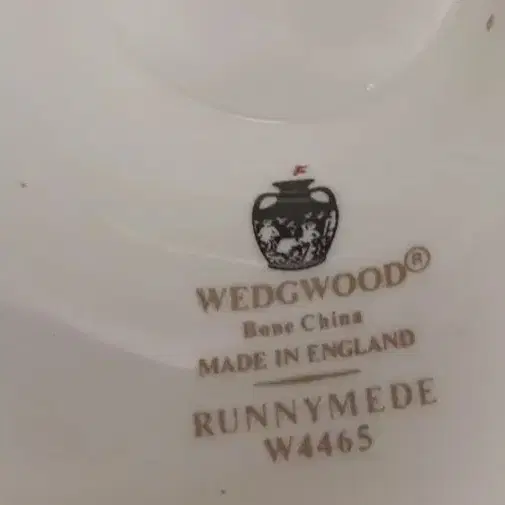 WEDGWOOD®
Bone China
MADE IN ENGLAND
RUNNYMEDE
W4465